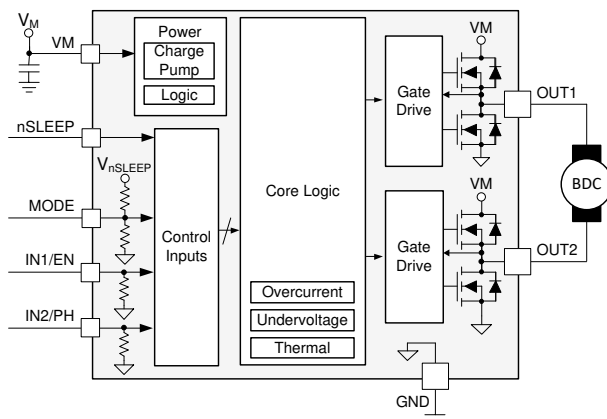 VM
VM
Power
Charge
Pump
Logic
nSLEEP
VnSLEEP
MODE
IN1/EN
IN2/PH
Control
Inputs
Core Logic
Overcurrent
Undervoltage
Thermal
Gate
Drive
VM
OUT1
BDC
Gate
Drive
VM
OUT2
GND